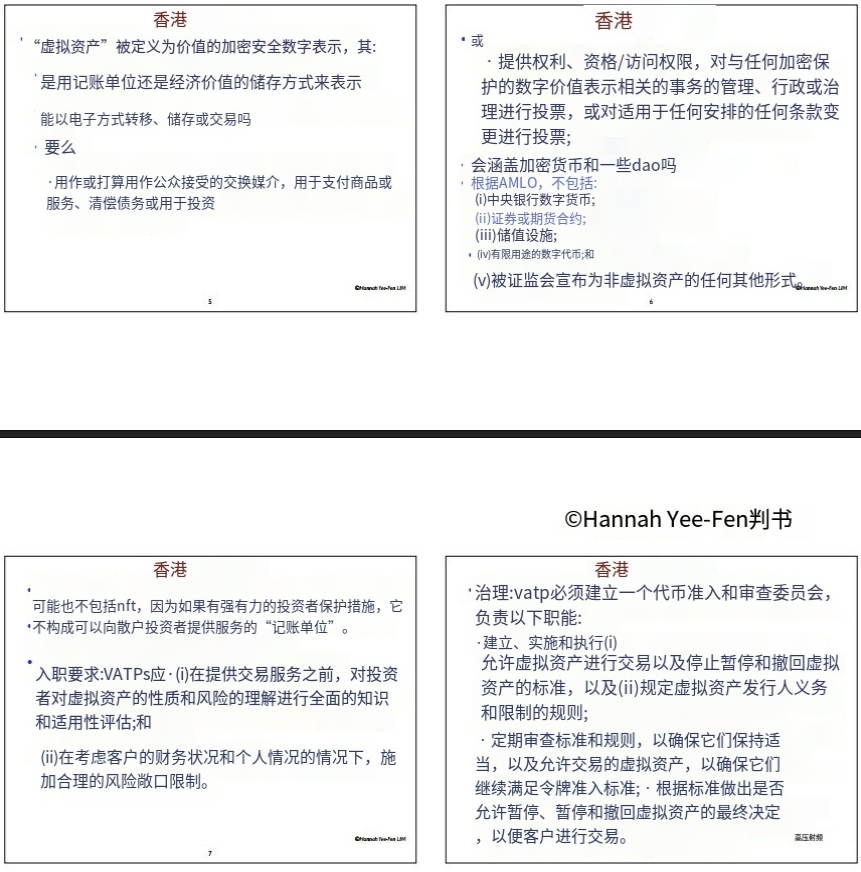 香港
“虚拟资产”被定义为价值的加密安全数字表示，其:
是用记账单位还是经济价值的储存方式来表示
能以电子方式转移、储存或交易吗
· 要么
·用作或打算用作公众接受的交换媒介，用于支付商品或
服务、清偿债务或用于投资
©Hannah Yee-Fen LIM
5
香港
· 或
· 提供权利、资格/访问权限，对与任何加密保
护的数字价值表示相关的事务的管理、行政或治
理进行投票，或对适用于任何安排的任何条款变
更进行投票;
· 会涵盖加密货币和一些dao吗
· 根据AMLO，不包括:
(i)中央银行数字货币;
(ii)证券或期货合约;
(iii)储值设施;
· (iv)有限用途的数字代币;和
(v)被证监会宣布为非虚拟资产的任何其他形式。
©Hannah Yee-Fen LIM
6
©Hannah Yee-Fen判书
香港
可能也不包括nft，因为如果有强有力的投资者保护措施，它
·不构成可以向散户投资者提供服务的“记账单位”。
入职要求:VATPs应·(i)在提供交易服务之前，对投资
者对虚拟资产的性质和风险的理解进行全面的知识
和适用性评估;和
(ii)在考虑客户的财务状况和个人情况的情况下，施
加合理的风险敞口限制。
©Hannah Yee-Fen LIM
7
香港
·治理:vatp必须建立一个代币准入和审查委员会，
负责以下职能:
·建立、实施和执行(i)
允许虚拟资产进行交易以及停止暂停和撤回虚拟
资产的标准，以及(ii)规定虚拟资产发行人义务
和限制的规则;
· 定期审查标准和规则，以确保它们保持适
当，以及允许交易的虚拟资产，以确保它们
继续满足令牌准入标准; · 根据标准做出是否
允许暂停、暂停和撤回虚拟资产的最终决定
，以便客户进行交易。
高压射频